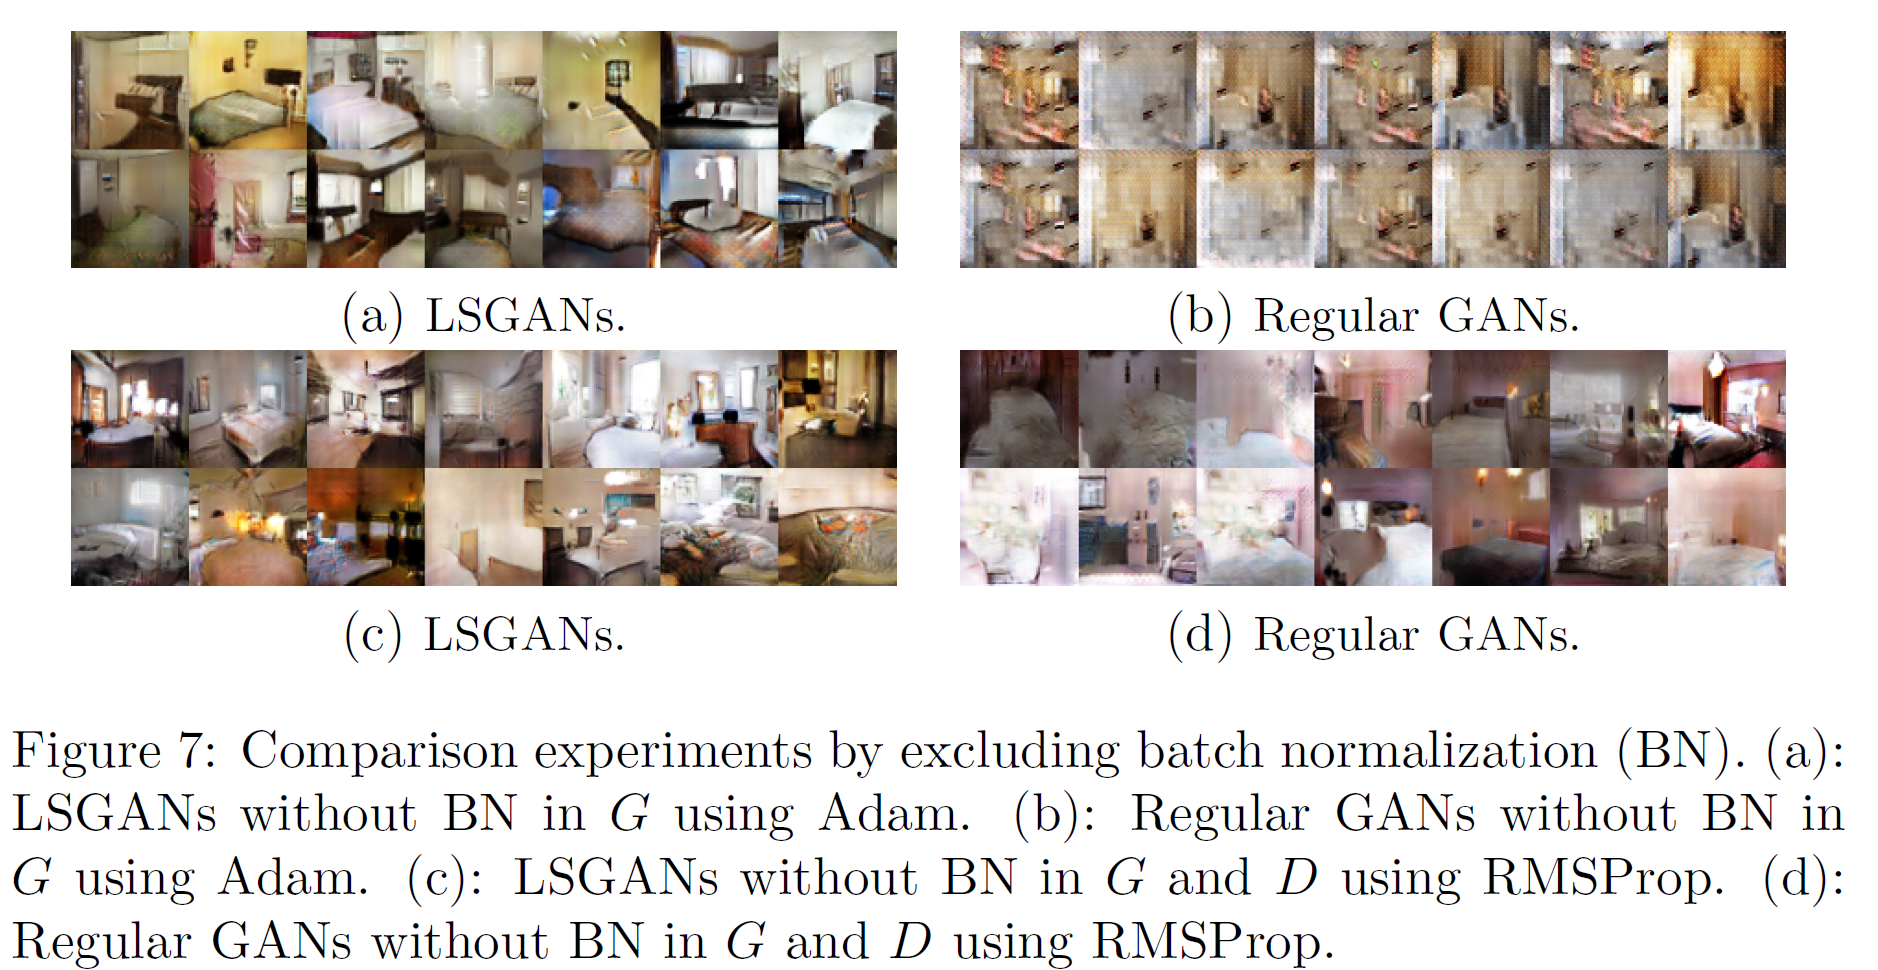 (a) LSGANs.
(b) Regular GANs.
(c) LSGANs.
(d) Regular GANs.
Figure 7: Comparison experiments by excluding batch normalization (BN). (a):
LSGANs without BN in G using Adam. (b): Regular GANs without BN in
G using Adam. (c): LSGANs without BN in G and D using RMSProp. (d):
Regular GANs without BN in G and D using RMSProp.